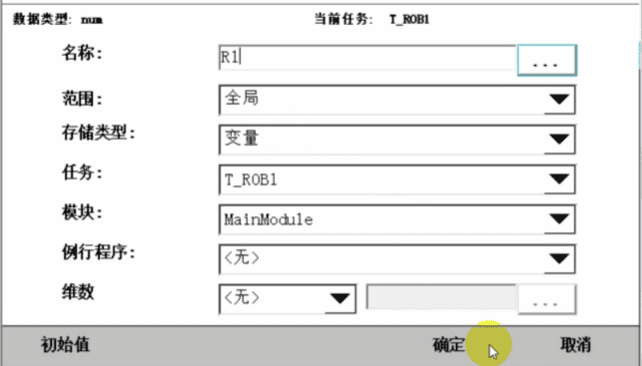 数据类型: num 当前任务: T_ROB1
名称: R1 ...
范围: 全局
存储类型: 变量
任务: T_ROB1
模块: MainModule
例行程序: <无>
维数 <无> ...
初始值 确定 取消